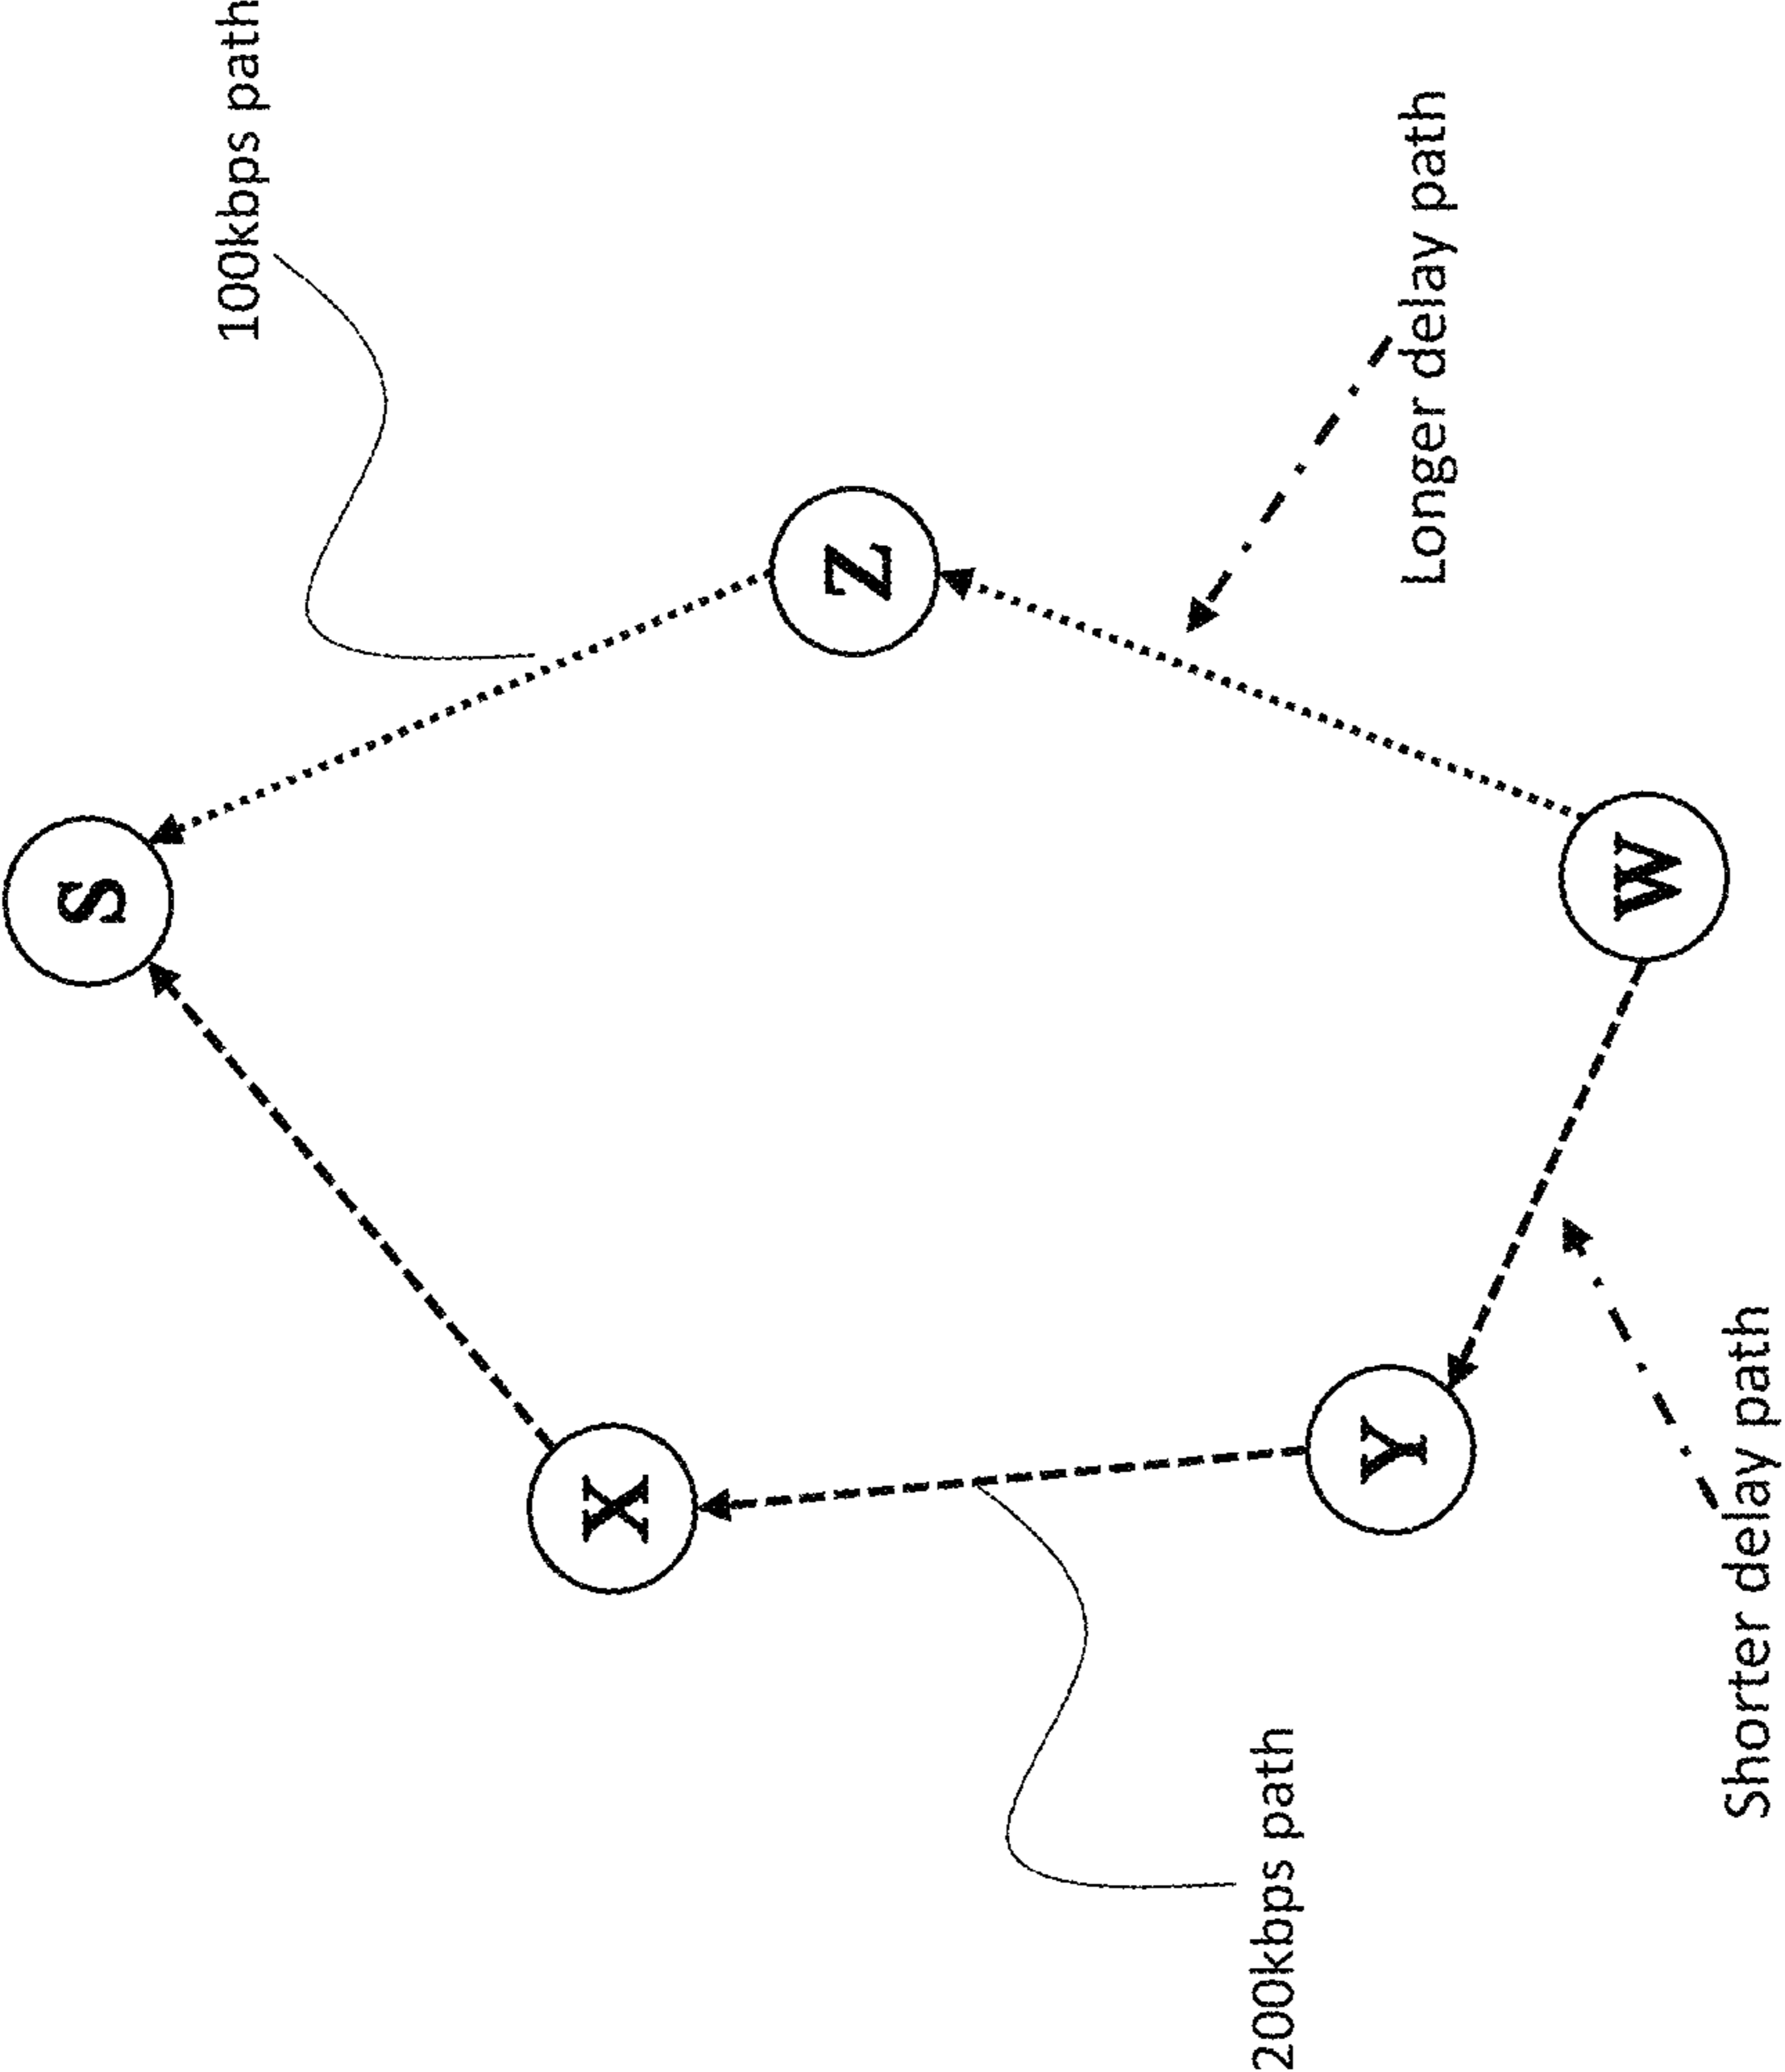 100kbps path
S
Z
Longer delay path
X
W
Y
200kbps path
Shorter delay path